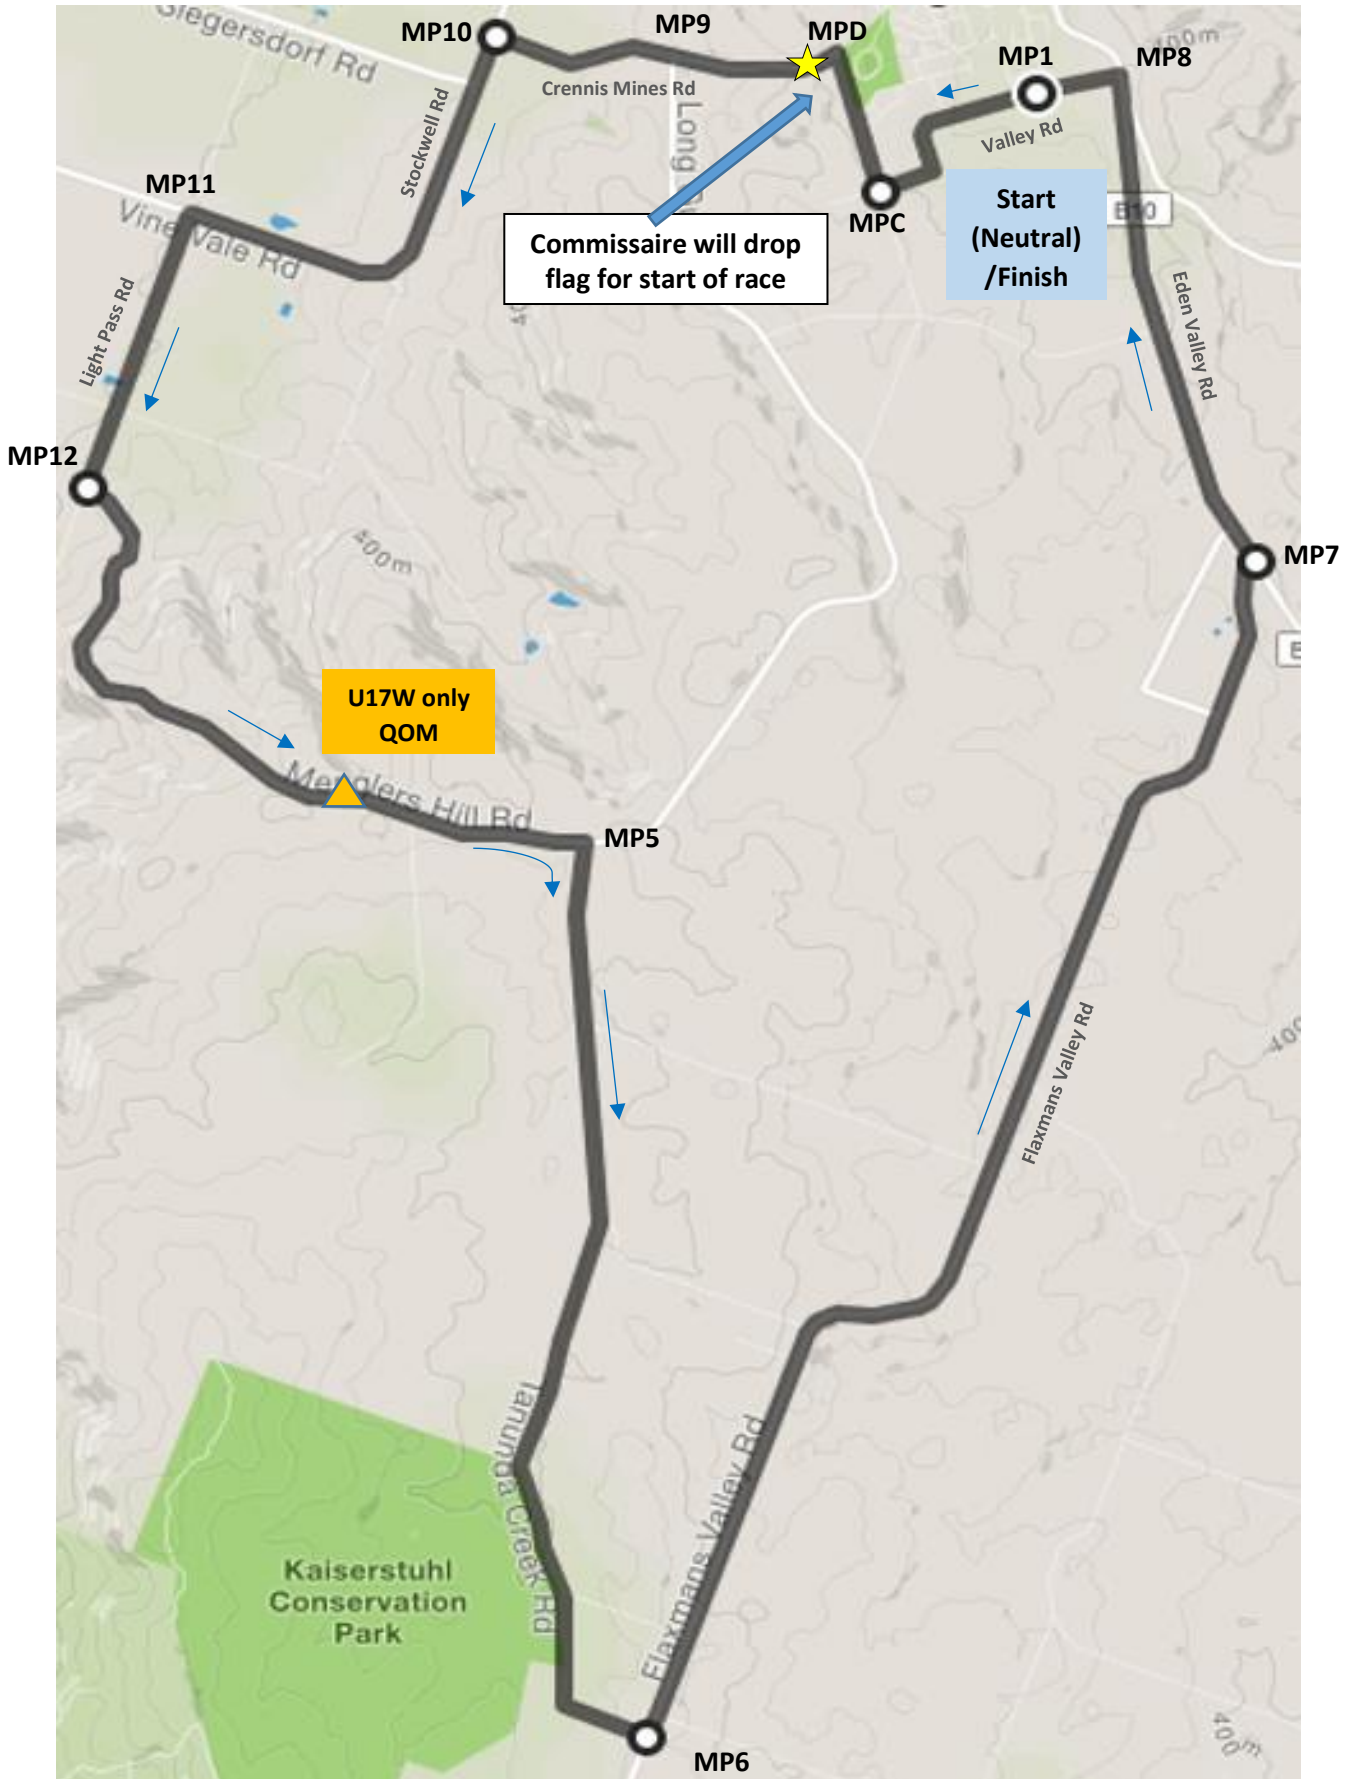 Siegersdorf Rd
MP10
MP9
MPD
400m
MP1
MP8
Crennis Mines Rd
Stockwell Rd
Valley Rd
MP11
MPC
B10
Vine Vale Rd
Commissaire will drop
flag for start of race
Start
(Neutral)
/Finish
Light Pass Rd
Eden Valley Rd
MP12
400m
MP7
U17W only
QOM
Menglers Hill Rd
MP5
Flaxmans Valley Rd
Tanunda Creek Rd
Flaxmans Valley Rd
Kaiserstuhl
Conservation
Park
400m
MP6